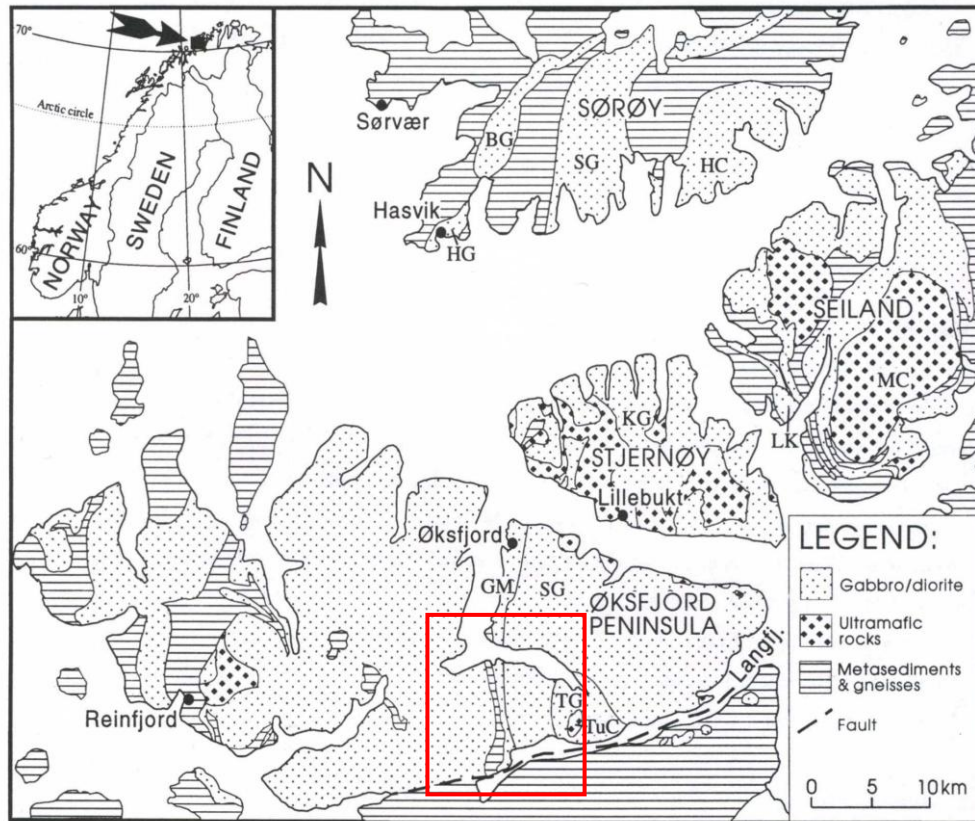 70°
Arctic circle
60°
10°
20°
NORWAY
SWEDEN
FINLAND
N
Sørvær
SØRØY
BG
SG
HC
Hasvik
HG
SEILAND
MC
LK
KG
STJERNØY
Lillebukt
Øksfjord
GM
SG
ØKSFJORD
PENINSULA
Langfj.
TG
TuC
Reinfjord
LEGEND:
Gabbro/diorite
Ultramafic
rocks
Metasediments
& gneisses
Fault
0 5 10 km